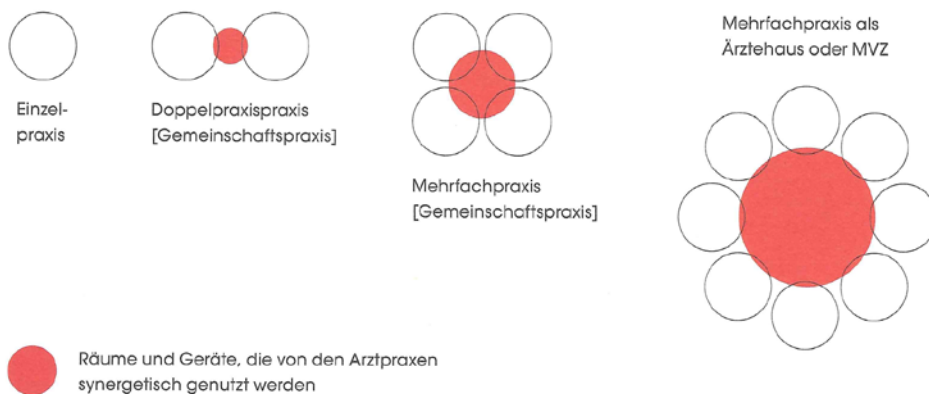 Einzel-
praxis
Doppelpraxispraxis
[Gemeinschaftspraxis]
Mehrfachpraxis
[Gemeinschaftspraxis]
Mehrfachpraxis als
Ärztehaus oder MVZ
Räume und Geräte, die von den Arztpraxen
synergetisch genutzt werden